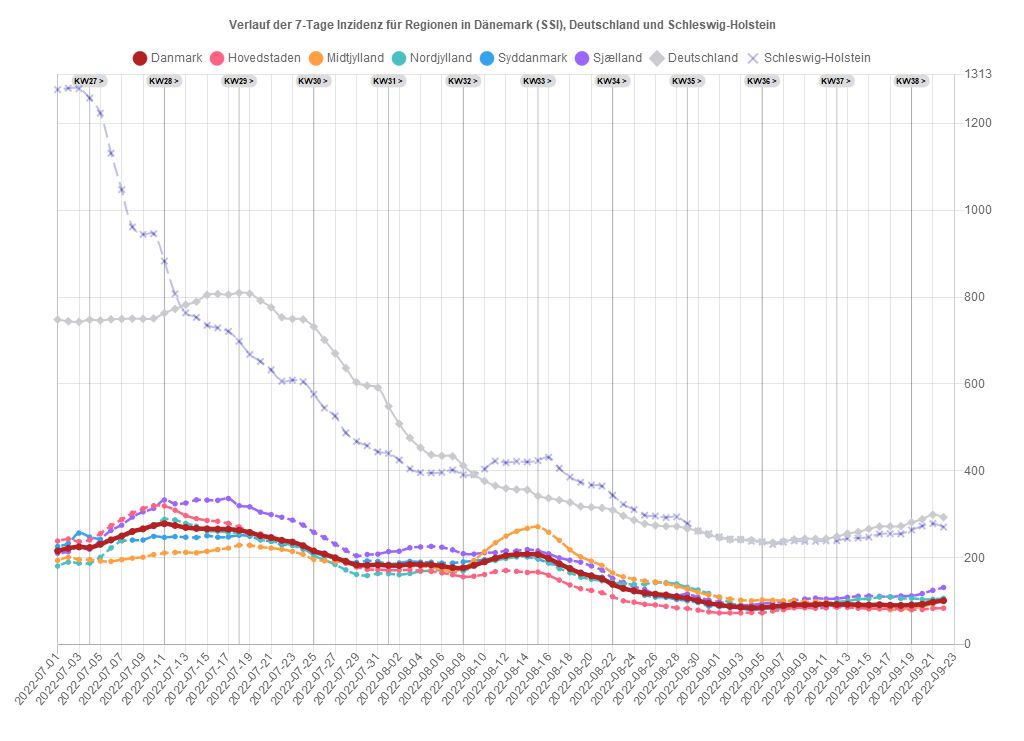 Verlauf der 7-Tage Inzidenz für Regionen in Dänemark (SSI), Deutschland und Schleswig-Holstein
Danmark Hovedstaden Midtjylland Nordjylland Syddanmark Sjælland Deutschland Schleswig-Holstein
KW27 > KW28 > KW29 > KW30 > KW31 > KW32 > KW33 > KW34 > KW35 > KW36 > KW37 > KW38 >
1313
1200
1000
800
600
400
200
0
2022-07-01 2022-07-03 2022-07-05 2022-07-07 2022-07-09 2022-07-11 2022-07-13 2022-07-15 2022-07-17 2022-07-19 2022-07-21 2022-07-23 2022-07-25 2022-07-27 2022-07-29 2022-07-31 2022-08-02 2022-08-04 2022-08-06 2022-08-08 2022-08-10 2022-08-12 2022-08-14 2022-08-16 2022-08-18 2022-08-20 2022-08-22 2022-08-24 2022-08-26 2022-08-28 2022-08-30 2022-09-01 2022-09-03 2022-09-05 2022-09-07 2022-09-09 2022-09-11 2022-09-13 2022-09-15 2022-09-17 2022-09-19 2022-09-21 2022-09-23